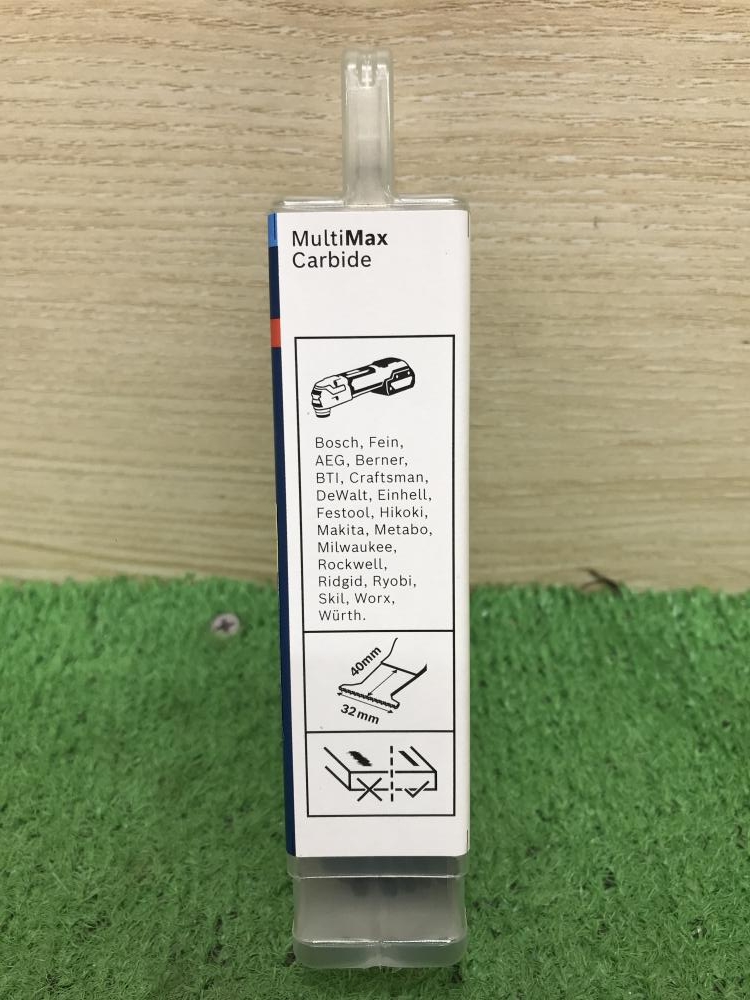 MultiMax
Carbide
Bosch, Fein,
AEG, Berner,
BTI, Craftsman,
DeWalt, Einhell,
Festool, Hikoki,
Makita, Metabo,
Milwaukee,
Rockwell,
Ridgid, Ryobi,
Skil, Worx,
Würth.
40mm
32mm